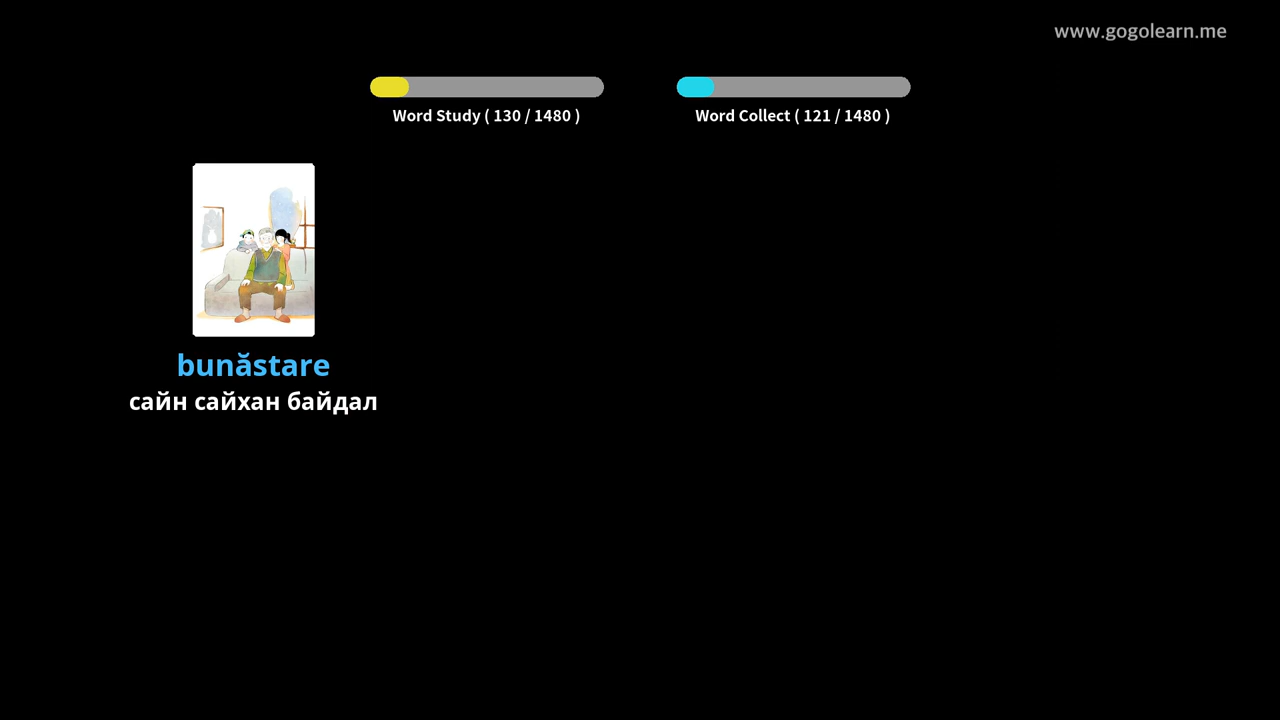 www.gogolearn.me
Word Study ( 130 / 1480 )
Word Collect ( 121 / 1480 )
bunăstare
сайн сайхан байдал